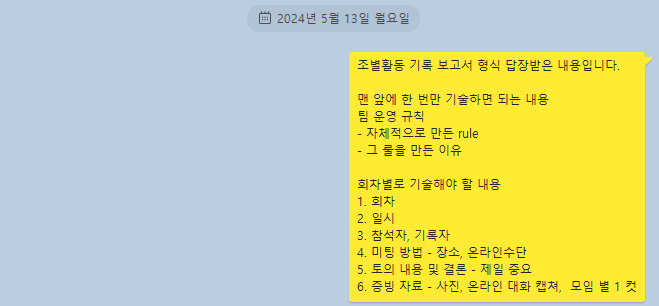 2024년 5월 13일 월요일
조별활동 기록 보고서 형식 답장받은 내용입니다.
맨 앞에 한 번만 기술하면 되는 내용
팀 운영 규칙
- 자체적으로 만든 rule
- 그 룰을 만든 이유
회차별로 기술해야 할 내용
1. 회차
2. 일시
3. 참석자, 기록자
4. 미팅 방법 - 장소, 온라인수단
5. 토의 내용 및 결론 - 제일 중요
6. 증빙 자료 - 사진, 온라인 대화 캡쳐,  모임 별 1 컷